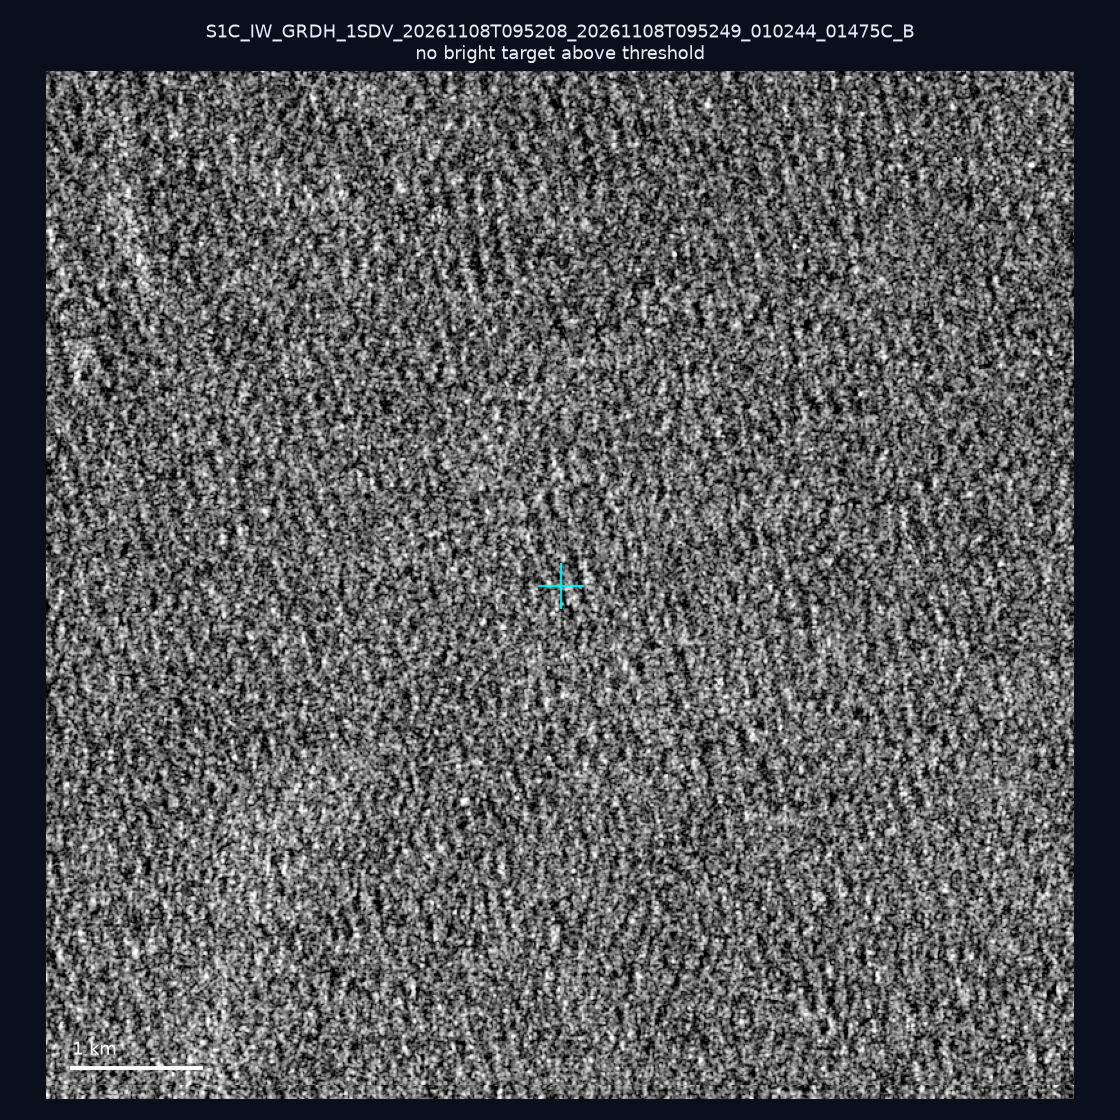 S1C_IW_GRDH_1SDV_20261108T095208_20261108T095249_010244_01475C_B
no bright target above threshold
1 km